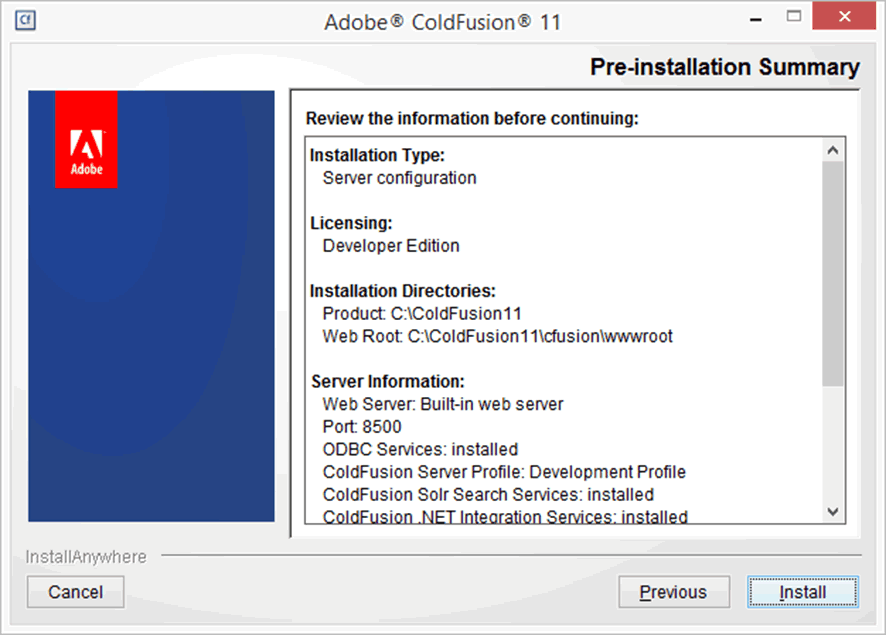 Cf
Adobe® ColdFusion® 11
Pre-installation Summary
Adobe
Review the information before continuing:
Installation Type:
Server configuration
Licensing:
Developer Edition
Installation Directories:
Product: C:\ColdFusion11
Web Root: C:\ColdFusion11\cfusion\wwwroot
Server Information:
Web Server: Built-in web server
Port: 8500
ODBC Services: installed
ColdFusion Server Profile: Development Profile
ColdFusion Solr Search Services: installed
ColdFusion .NET Integration Services: installed
InstallAnywhere
Cancel
Previous
Install